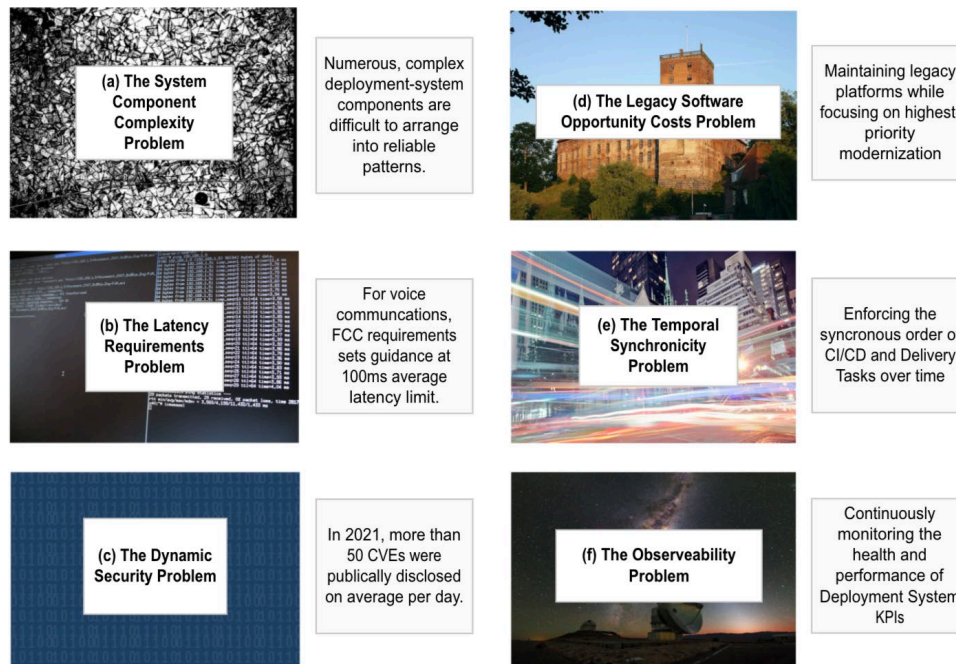 (a) The System
Component
Complexity
Problem
Numerous, complex
deployment-system
components are
difficult to arrange
into reliable
patterns.
(b) The Latency
Requirements
Problem
For voice
communcations,
FCC requirements
sets guidance at
100ms average
latency limit.
(c) The Dynamic
Security Problem
In 2021, more than
50 CVEs were
publically disclosed
on average per day.
(d) The Legacy Software
Opportunity Costs Problem
Maintaining legacy
platforms while
focusing on highest
priority
modernization
(e) The Temporal
Synchronicity
Problem
Enforcing the
syncronous order o
CI/CD and Delivery
Tasks over time
(f) The Observeability
Problem
Continuously
monitoring the
health and
performance of
Deployment System
KPIs